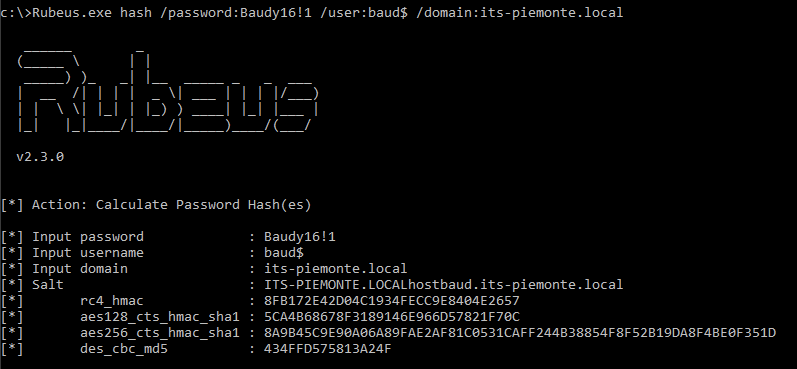 c:\>Rubeus.exe hash /password:Baudy16!1 /user:baud$ /domain:its-piemonte.local
Rubeus
v2.3.0
[*] Action: Calculate Password Hash(es)
[*] Input password : Baudy16!1
[*] Input username : baud$
[*] Input domain : its-piemonte.local
[*] Salt : ITS-PIEMONTE.LOCALhostbaud.its-piemonte.local
[*] rc4_hmac : 8FB172E42D04C1934FECC9E8404E2657
[*] aes128_cts_hmac_sha1 : 5CA4B68678F3189146E966D57821F70C
[*] aes256_cts_hmac_sha1 : 8A9B45C9E90A06A89FAE2AF81C0531CAFF244B38854F8F52B19DA8F4BE0F351D
[*] des_cbc_md5 : 434FFD575813A24F